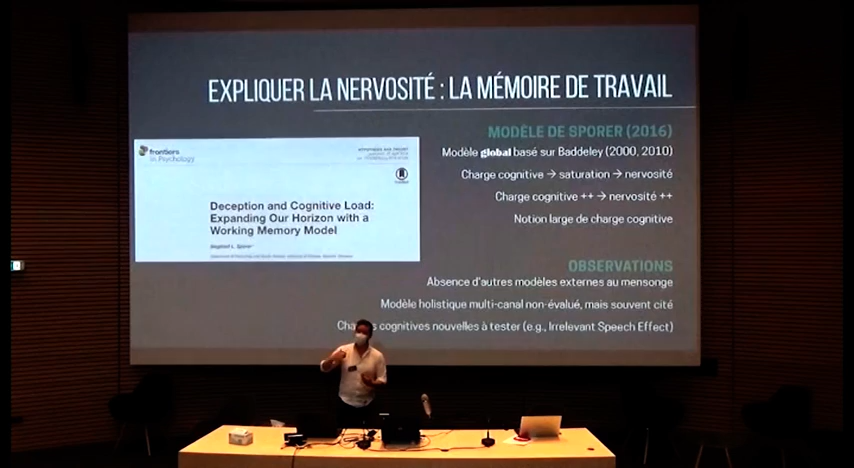 EXPLIQUER LA NERVOSITÉ : LA MÉMOIRE DE TRAVAIL
MODÈLE DE SPORER (2016)
Modèle global basé sur Baddeley (2000, 2010)
Charge cognitive → saturation → nervosité
Charge cognitive ++ → nervosité ++
Notion large de charge cognitive
frontiers
in Psychology
Deception and Cognitive Load:
Expanding Our Horizon with a
Working Memory Model
OBSERVATIONS
Absence d'autres modèles externes au mensonge
Modèle holistique multi-canal non-évalué, mais souvent cité
cognitives nouvelles à tester (e.g., Irrelevant Speech Effect)